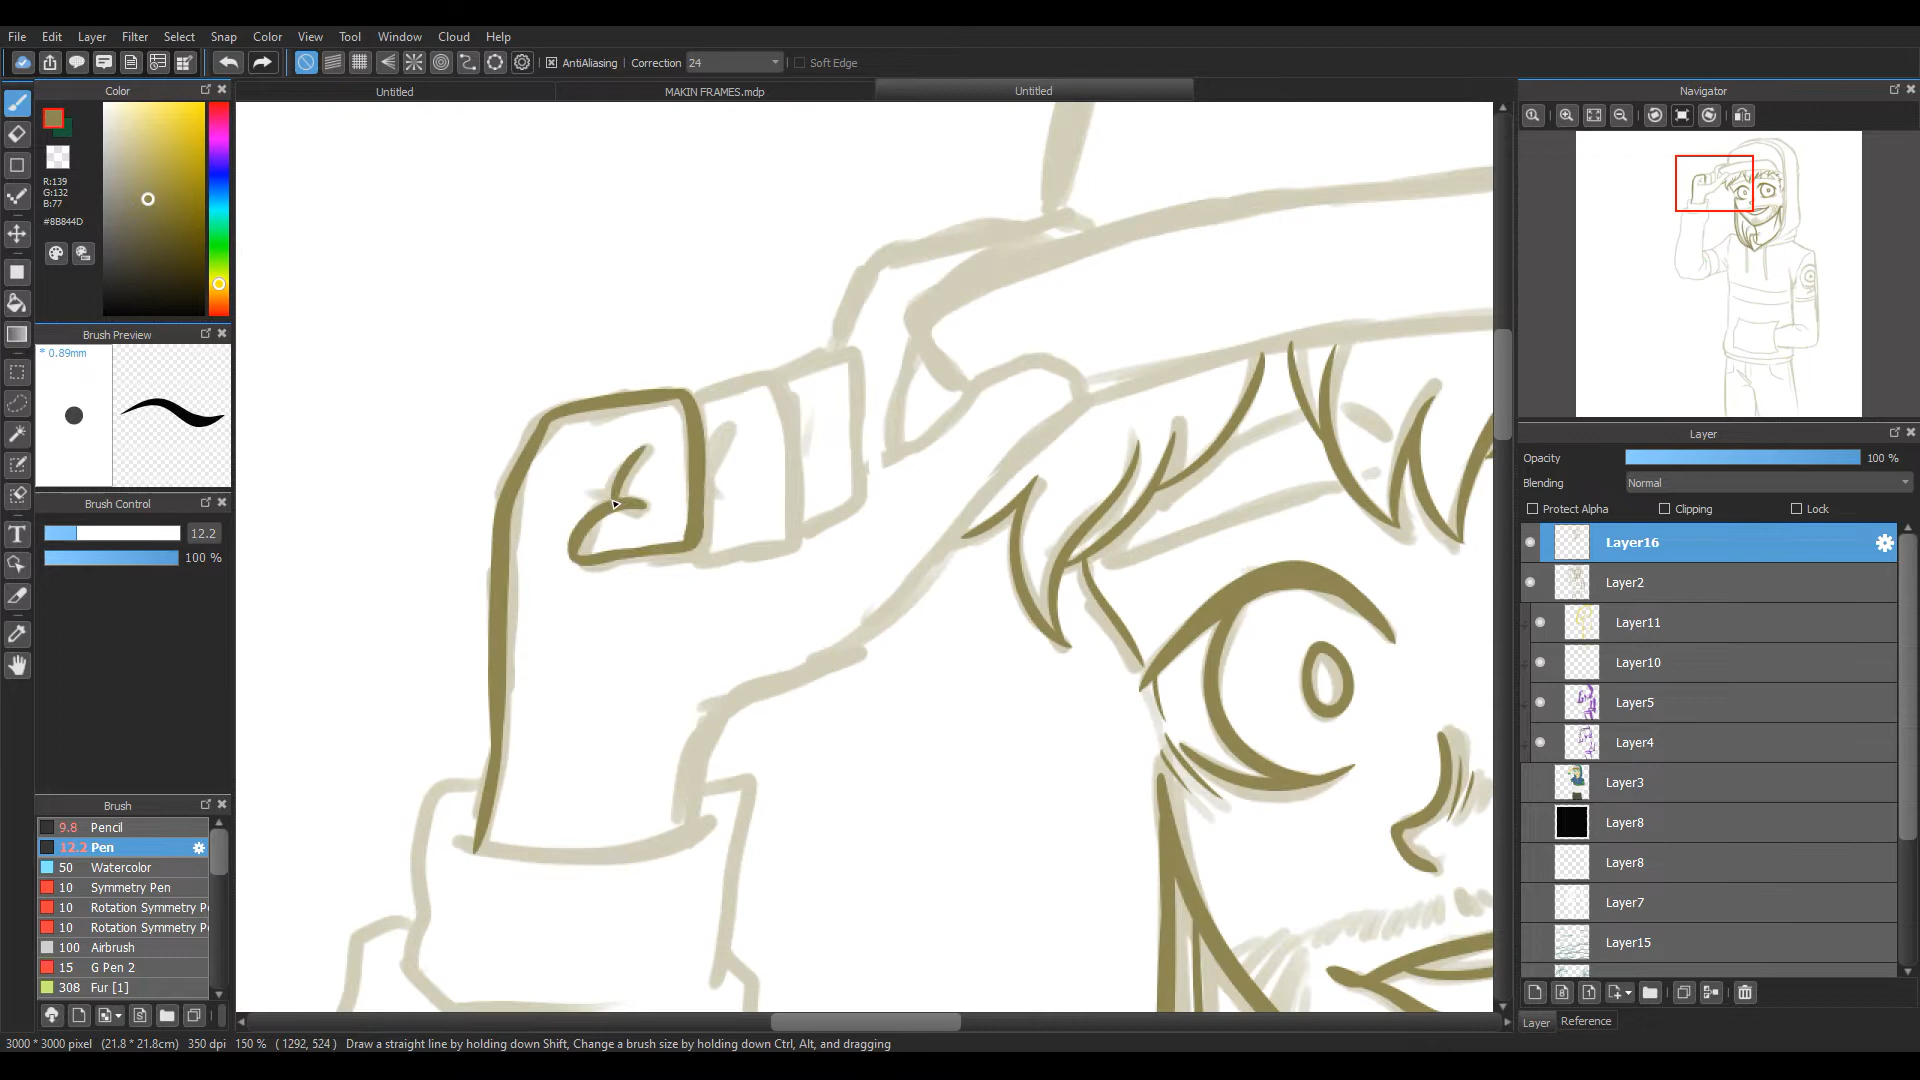 File Edit Layer Filter Select Snap Color View Tool Window Cloud Help
AntiAliasing Correction 24 Soft Edge
Color
Untitled MAKIN FRAMES.mdp Untitled
Navigator
R:139
G:132
B:77
#8B844D
Brush Preview
* 0.89mm
Layer
Opacity 100 %
Blending Normal
Protect Alpha Clipping Lock
Brush Control
12.2
100 %
Layer16
Layer2
Layer11
Layer10
Layer5
Layer4
Layer3
Layer8
Layer8
Layer7
Layer15
Brush
9.8 Pencil
12.2 Pen
50 Watercolor
10 Symmetry Pen
10 Rotation Symmetry P
10 Rotation Symmetry P
100 Airbrush
15 G Pen 2
308 Fur [1]
Layer Reference
3000 * 3000 pixel (21.8 * 21.8cm) 350 dpi 150 % ( 1292, 524 ) Draw a straight line by holding down Shift, Change a brush size by holding down Ctrl, Alt, and dragging